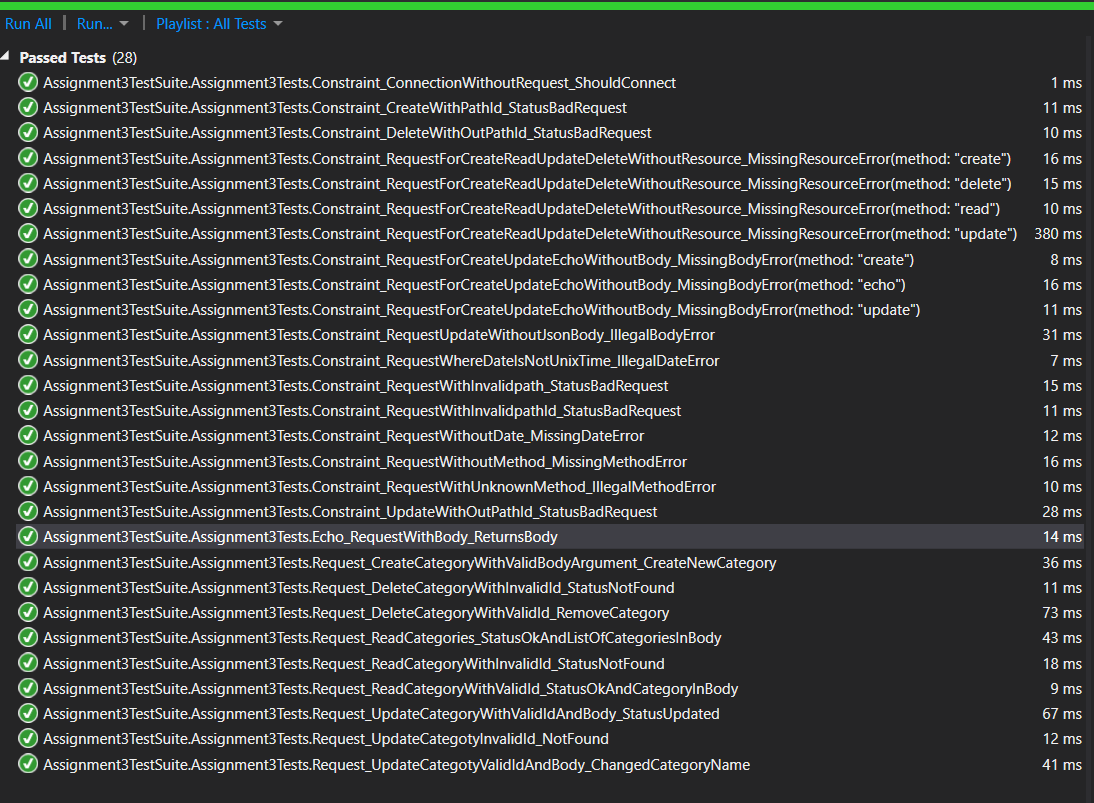 Run All | Run... | Playlist : All Tests
Passed Tests (28)
Assignment3TestSuite.Assignment3Tests.Constraint_ConnectionWithoutRequest_ShouldConnect 1 ms
Assignment3TestSuite.Assignment3Tests.Constraint_CreateWithPathId_StatusBadRequest 11 ms
Assignment3TestSuite.Assignment3Tests.Constraint_DeleteWithOutPathId_StatusBadRequest 10 ms
Assignment3TestSuite.Assignment3Tests.Constraint_RequestForCreateReadUpdateDeleteWithoutResource_MissingResourceError(method: "create") 16 ms
Assignment3TestSuite.Assignment3Tests.Constraint_RequestForCreateReadUpdateDeleteWithoutResource_MissingResourceError(method: "delete") 15 ms
Assignment3TestSuite.Assignment3Tests.Constraint_RequestForCreateReadUpdateDeleteWithoutResource_MissingResourceError(method: "read") 10 ms
Assignment3TestSuite.Assignment3Tests.Constraint_RequestForCreateReadUpdateDeleteWithoutResource_MissingResourceError(method: "update") 380 ms
Assignment3TestSuite.Assignment3Tests.Constraint_RequestForCreateUpdateEchoWithoutBody_MissingBodyError(method: "create") 8 ms
Assignment3TestSuite.Assignment3Tests.Constraint_RequestForCreateUpdateEchoWithoutBody_MissingBodyError(method: "echo") 16 ms
Assignment3TestSuite.Assignment3Tests.Constraint_RequestForCreateUpdateEchoWithoutBody_MissingBodyError(method: "update") 11 ms
Assignment3TestSuite.Assignment3Tests.Constraint_RequestUpdateWithoutJsonBody_IllegalBodyError 31 ms
Assignment3TestSuite.Assignment3Tests.Constraint_RequestWhereDateIsNotUnixTime_IllegalDateError 7 ms
Assignment3TestSuite.Assignment3Tests.Constraint_RequestWithInvalidpath_StatusBadRequest 15 ms
Assignment3TestSuite.Assignment3Tests.Constraint_RequestWithInvalidpathId_StatusBadRequest 11 ms
Assignment3TestSuite.Assignment3Tests.Constraint_RequestWithoutDate_MissingDateError 12 ms
Assignment3TestSuite.Assignment3Tests.Constraint_RequestWithoutMethod_MissingMethodError 16 ms
Assignment3TestSuite.Assignment3Tests.Constraint_RequestWithUnknownMethod_IllegalMethodError 10 ms
Assignment3TestSuite.Assignment3Tests.Constraint_UpdateWithOutPathId_StatusBadRequest 28 ms
Assignment3TestSuite.Assignment3Tests.Echo_RequestWithBody_ReturnsBody 14 ms
Assignment3TestSuite.Assignment3Tests.Request_CreateCategoryWithValidBodyArgument_CreateNewCategory 36 ms
Assignment3TestSuite.Assignment3Tests.Request_DeleteCategoryWithInvalidId_StatusNotFound 11 ms
Assignment3TestSuite.Assignment3Tests.Request_DeleteCategoryWithValidId_RemoveCategory 73 ms
Assignment3TestSuite.Assignment3Tests.Request_ReadCategories_StatusOkAndListOfCategoriesInBody 43 ms
Assignment3TestSuite.Assignment3Tests.Request_ReadCategoryWithInvalidId_StatusNotFound 18 ms
Assignment3TestSuite.Assignment3Tests.Request_ReadCategoryWithValidId_StatusOkAndCategoryInBody 9 ms
Assignment3TestSuite.Assignment3Tests.Request_UpdateCategoryWithValidIdAndBody_StatusUpdated 67 ms
Assignment3TestSuite.Assignment3Tests.Request_UpdateCategotyInvalidId_NotFound 12 ms
Assignment3TestSuite.Assignment3Tests.Request_UpdateCategotyValidIdAndBody_ChangedCategoryName 41 ms